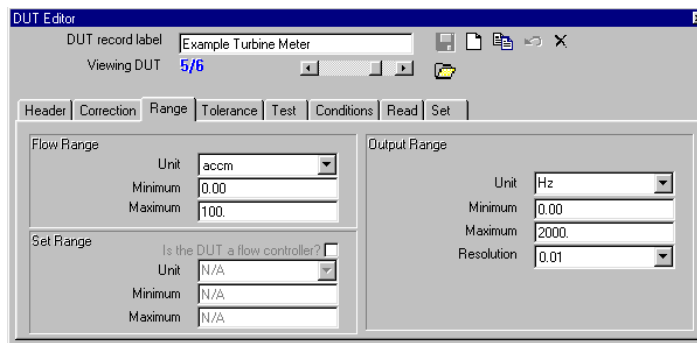 DUT Editor
DUT record label Example Turbine Meter
Viewing DUT 5/6
Header Correction Range Tolerance Test Conditions Read Set
Flow Range
Unit accm
Minimum 0.00
Maximum 100.
Set Range
Is the DUT a flow controller?
Unit N/A
Minimum N/A
Maximum N/A
Output Range
Unit Hz
Minimum 0.00
Maximum 2000.
Resolution 0.01